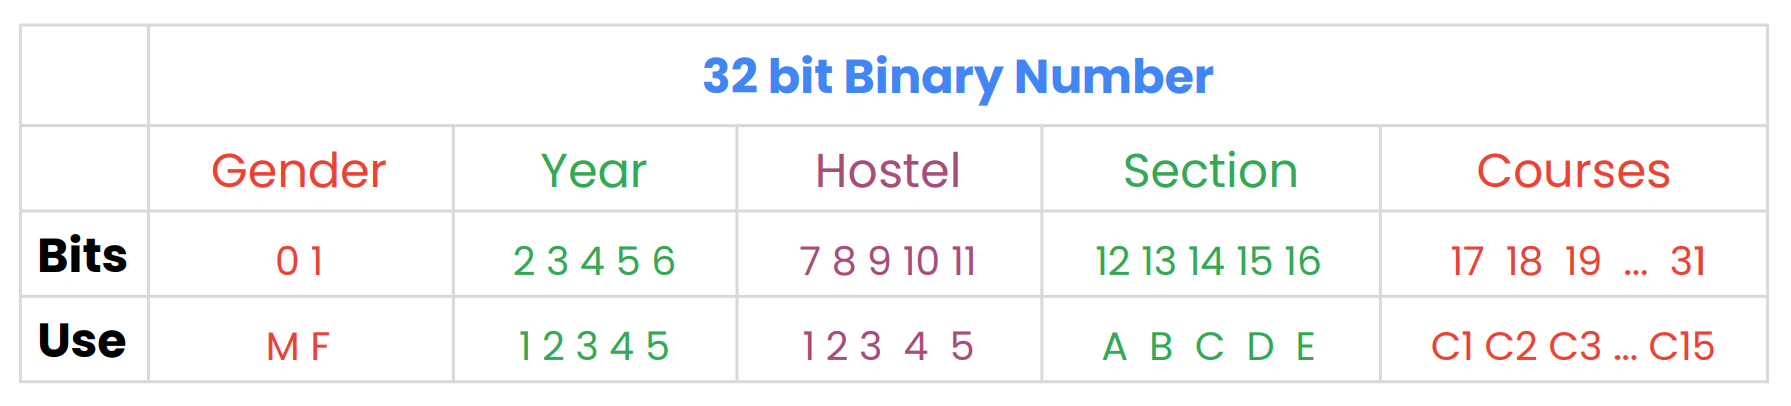 32 bit Binary Number
Gender Year Hostel Section Courses
Bits 0 1 2 3 4 5 6 7 8 9 10 11 12 13 14 15 16 17 18 19 ... 31
Use M F 1 2 3 4 5 1 2 3 4 5 A B C D E C1 C2 C3 ... C15